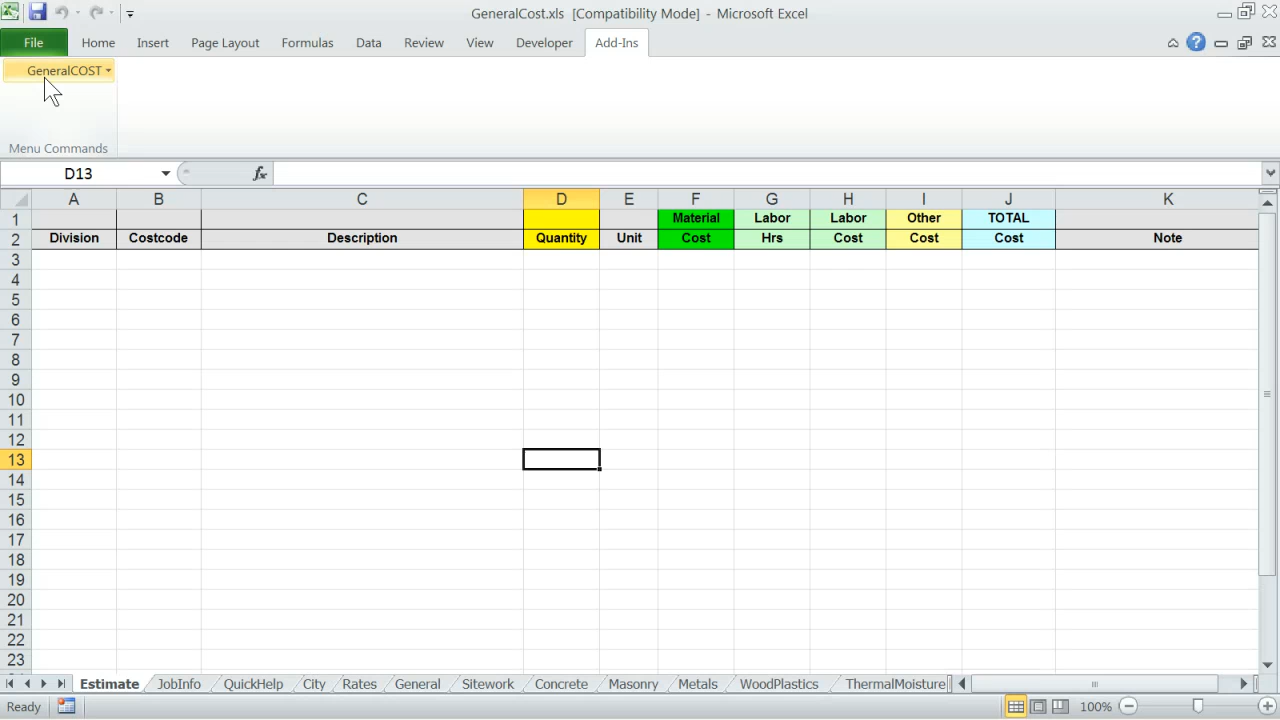 GeneralCost.xls [Compatibility Mode] - Microsoft Excel
File Home Insert Page Layout Formulas Data Review View Developer Add-Ins
GeneralCOST
Menu Commands
D13 fx
A B C D E F G H I J K
1 Material Labor Labor Other TOTAL
2 Division Costcode Description Quantity Unit Cost Hrs Cost Cost Cost Note
3
4
5
6
7
8
9
10
11
12
13
14
15
16
17
18
19
20
21
22
23
Estimate JobInfo QuickHelp City Rates General Sitework Concrete Masonry Metals WoodPlastics ThermalMoisture
Ready 100%